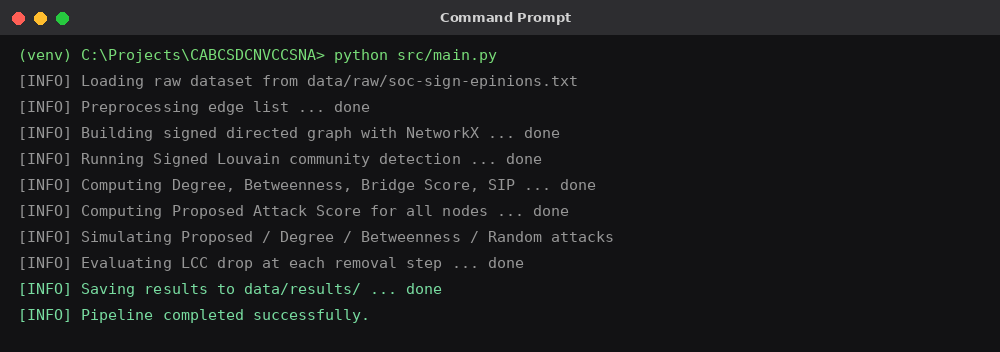 Command Prompt
(venv) C:\Projects\CABCSDCNVCCSNA> python src/main.py
[INFO] Loading raw dataset from data/raw/soc-sign-epinions.txt
[INFO] Preprocessing edge list ... done
[INFO] Building signed directed graph with NetworkX ... done
[INFO] Running Signed Louvain community detection ... done
[INFO] Computing Degree, Betweenness, Bridge Score, SIP ... done
[INFO] Computing Proposed Attack Score for all nodes ... done
[INFO] Simulating Proposed / Degree / Betweenness / Random attacks
[INFO] Evaluating LCC drop at each removal step ... done
[INFO] Saving results to data/results/ ... done
[INFO] Pipeline completed successfully.